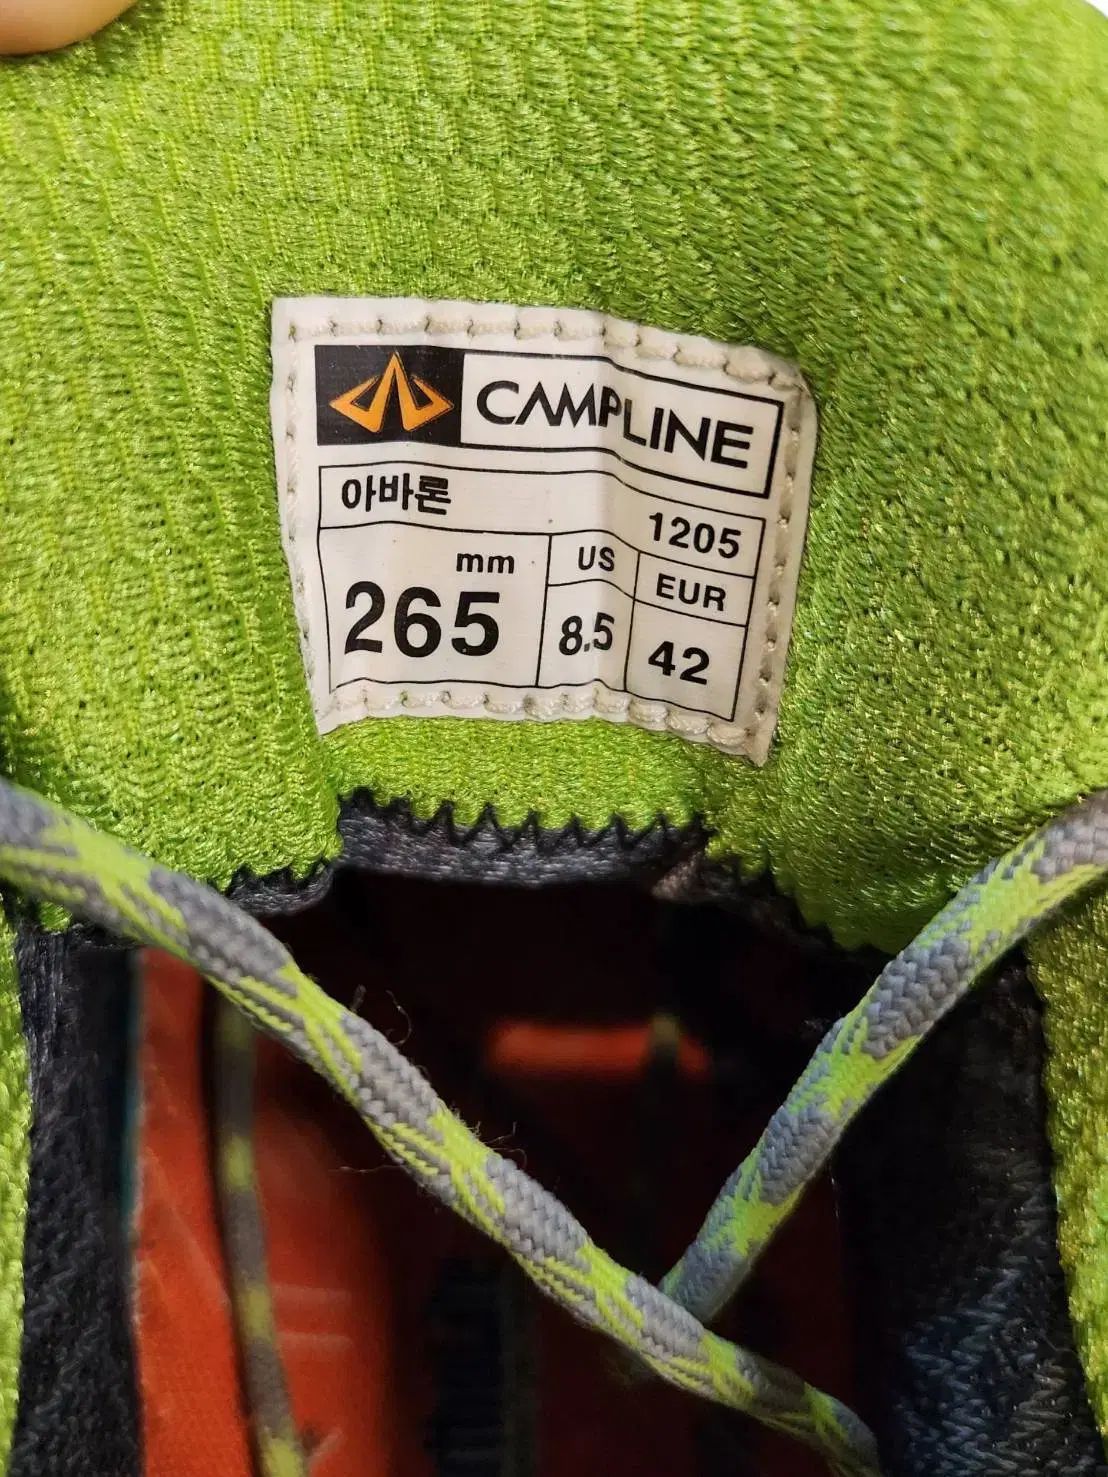 CAMPLINE
아바론
1205
mm
US
EUR
265
8.5
42